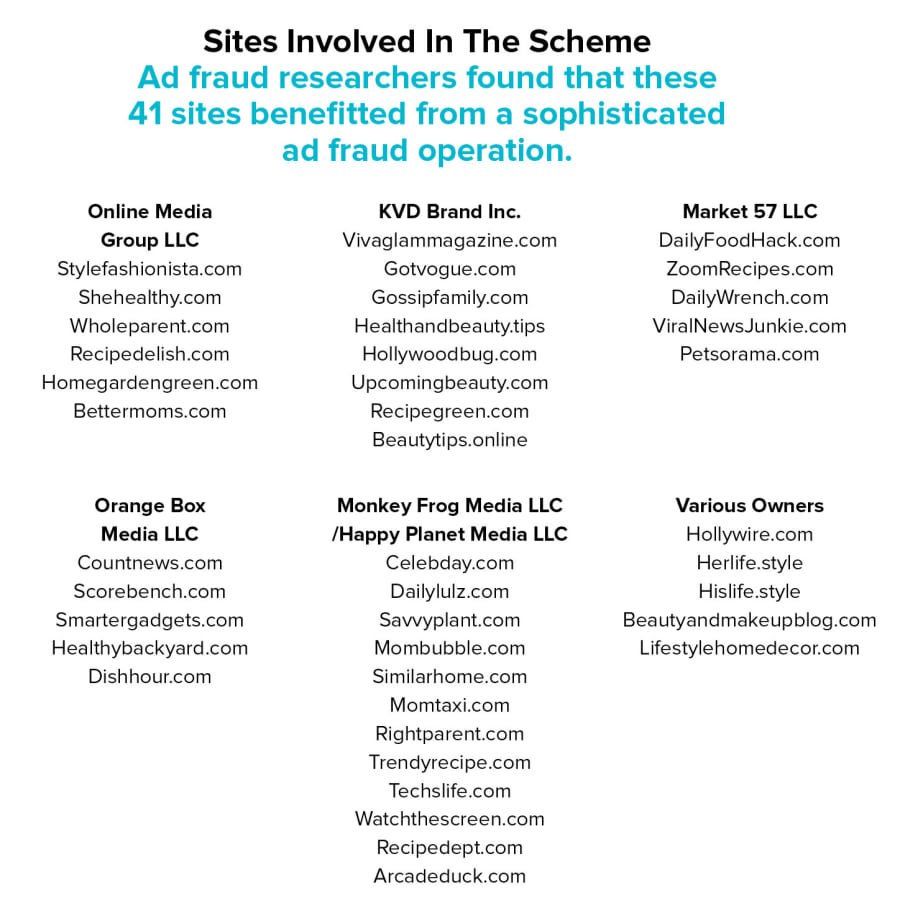 Sites Involved In The Scheme
Ad fraud researchers found that these
41 sites benefitted from a sophisticated
ad fraud operation.
Online Media
Group LLC
Stylefashionista.com
Shehealthy.com
Wholeparent.com
Recipedelish.com
Homegardengreen.com
Bettermoms.com
KVD Brand Inc.
Vivaglammagazine.com
Gotvogue.com
Gossipfamily.com
Healthandbeauty.tips
Hollywoodbug.com
Upcomingbeauty.com
Recipegreen.com
Beautytips.online
Market 57 LLC
DailyFoodHack.com
ZoomRecipes.com
DailyWrench.com
ViralNewsJunkie.com
Petsorama.com
Orange Box
Media LLC
Countnews.com
Scorebench.com
Smartergadgets.com
Healthybackyard.com
Dishhour.com
Monkey Frog Media LLC
/Happy Planet Media LLC
Celebday.com
Dailylulz.com
Savvyplant.com
Mombubble.com
Similarhome.com
Momtaxi.com
Rightparent.com
Trendyrecipe.com
Techslife.com
Watchthescreen.com
Recipedept.com
Arcadeduck.com
Various Owners
Hollywire.com
Herlife.style
Hislife.style
Beautyandmakeupblog.com
Lifestylehomedecor.com